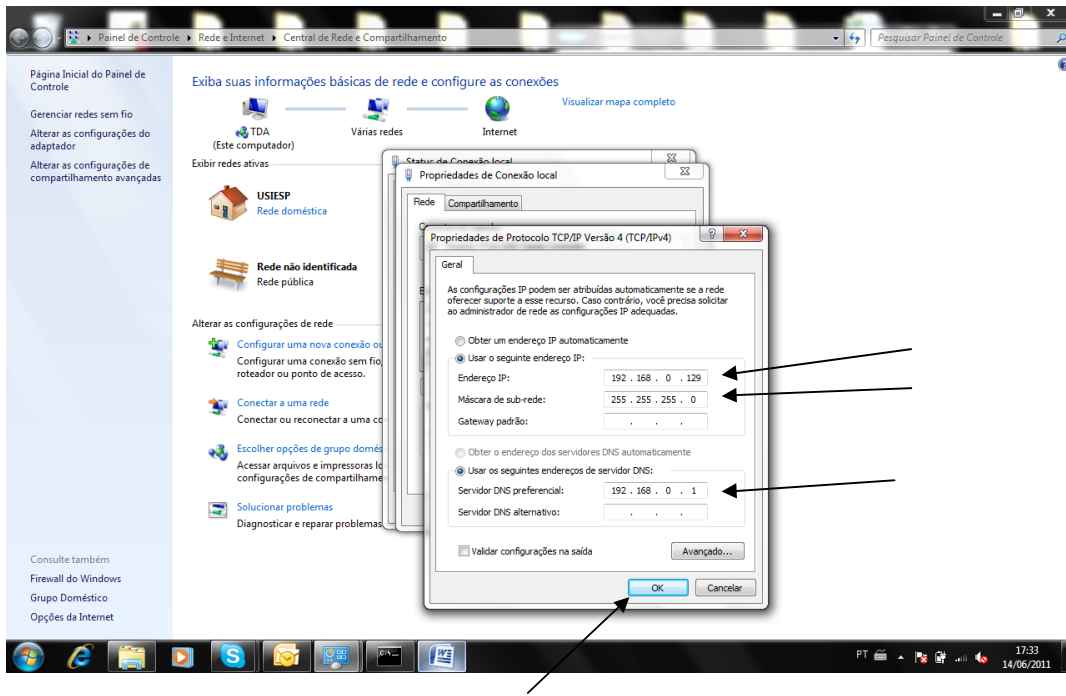 Painel de Controle ▸ Rede e Internet ▸ Central de Rede e Compartilhamento
Pesquisar Painel de Controle
Página Inicial do Painel de
Controle
Gerenciar redes sem fio
Alterar as configurações do
adaptador
Alterar as configurações de
compartilhamento avançadas
Consulte também
Firewall do Windows
Grupo Doméstico
Opções da Internet
Exiba suas informações básicas de rede e configure as conexões
Visualizar mapa completo
TDA
(Este computador)
Várias redes
Internet
Exibir redes ativas
USIESP
Rede doméstica
Rede não identificada
Rede pública
Alterar as configurações de rede
Configurar uma nova conexão ou
Configurar uma conexão sem fio,
roteador ou ponto de acesso.
Conectar a uma rede
Conectar ou reconectar a uma
Escolher opções de grupo
Acessar arquivos e impressoras
configurações de
Solucionar problemas
Diagnosticar e reparar problemas
Status de Conexão local
Propriedades de Conexão local
Rede
Compartilhamento
Propriedades de Protocolo TCP/IP Versão 4 (TCP/IPv4)
Geral
As configurações IP podem ser atribuídas automaticamente se a rede
oferecer suporte a esse recurso. Caso contrário, você precisa solicitar
ao administrador de rede as configurações IP adequadas.
Obter um endereço IP automaticamente
Usar o seguinte endereço IP:
Endereço IP: 192 . 168 . 0 . 129
Máscara de sub-rede: 255 . 255 . 255 . 0
Gateway padrão: . . .
Obter o endereço dos servidores DNS automaticamente
Usar os seguintes endereços de servidor DNS:
Servidor DNS preferencial: 192 . 168 . 0 . 1
Servidor DNS alternativo: . . .
Validar configurações na saída
Avançado...
OK
Cancelar
PT
17:33
14/06/2011